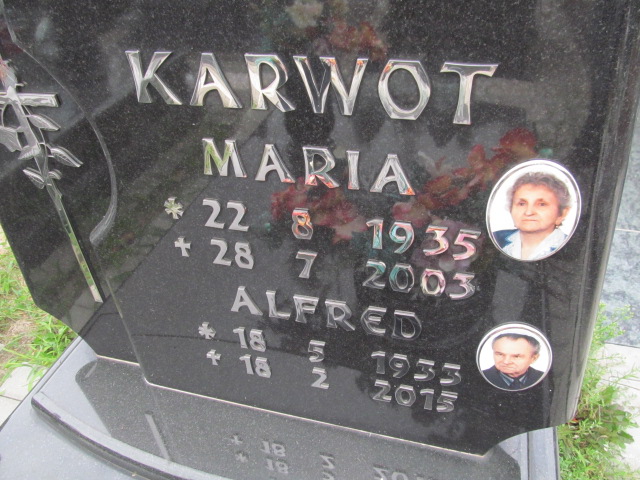 KARWOT
MARIA
* 22 8 1935
† 28 7 2003
ALFRED
* 18 5 1933
† 18 2 2015